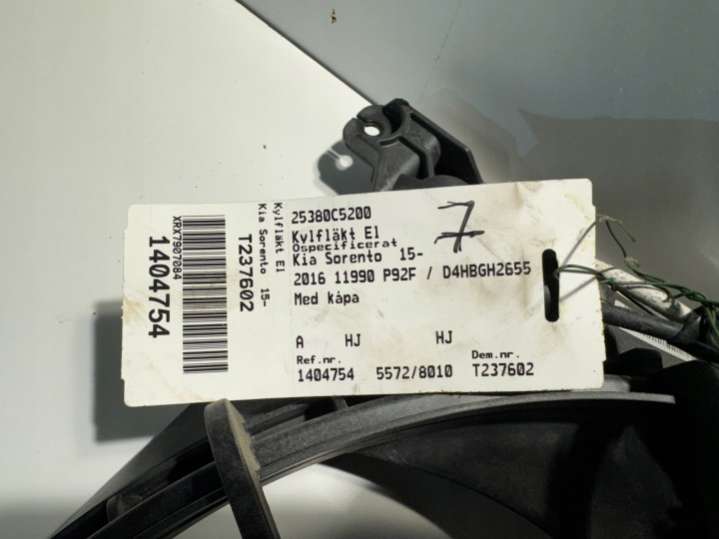 25380C5200
Kylfläkt El
Ospecificerat
Kia Sorento 15-
2016 11990 P92F / D4HBGH2655
Med kåpa
7
A HJ HJ
Ref.nr. Dem.nr.
1404754 5572/8010 T237602
Kylfläkt El
Kia Sorento 15-
T237602
XRX7907084
1404754